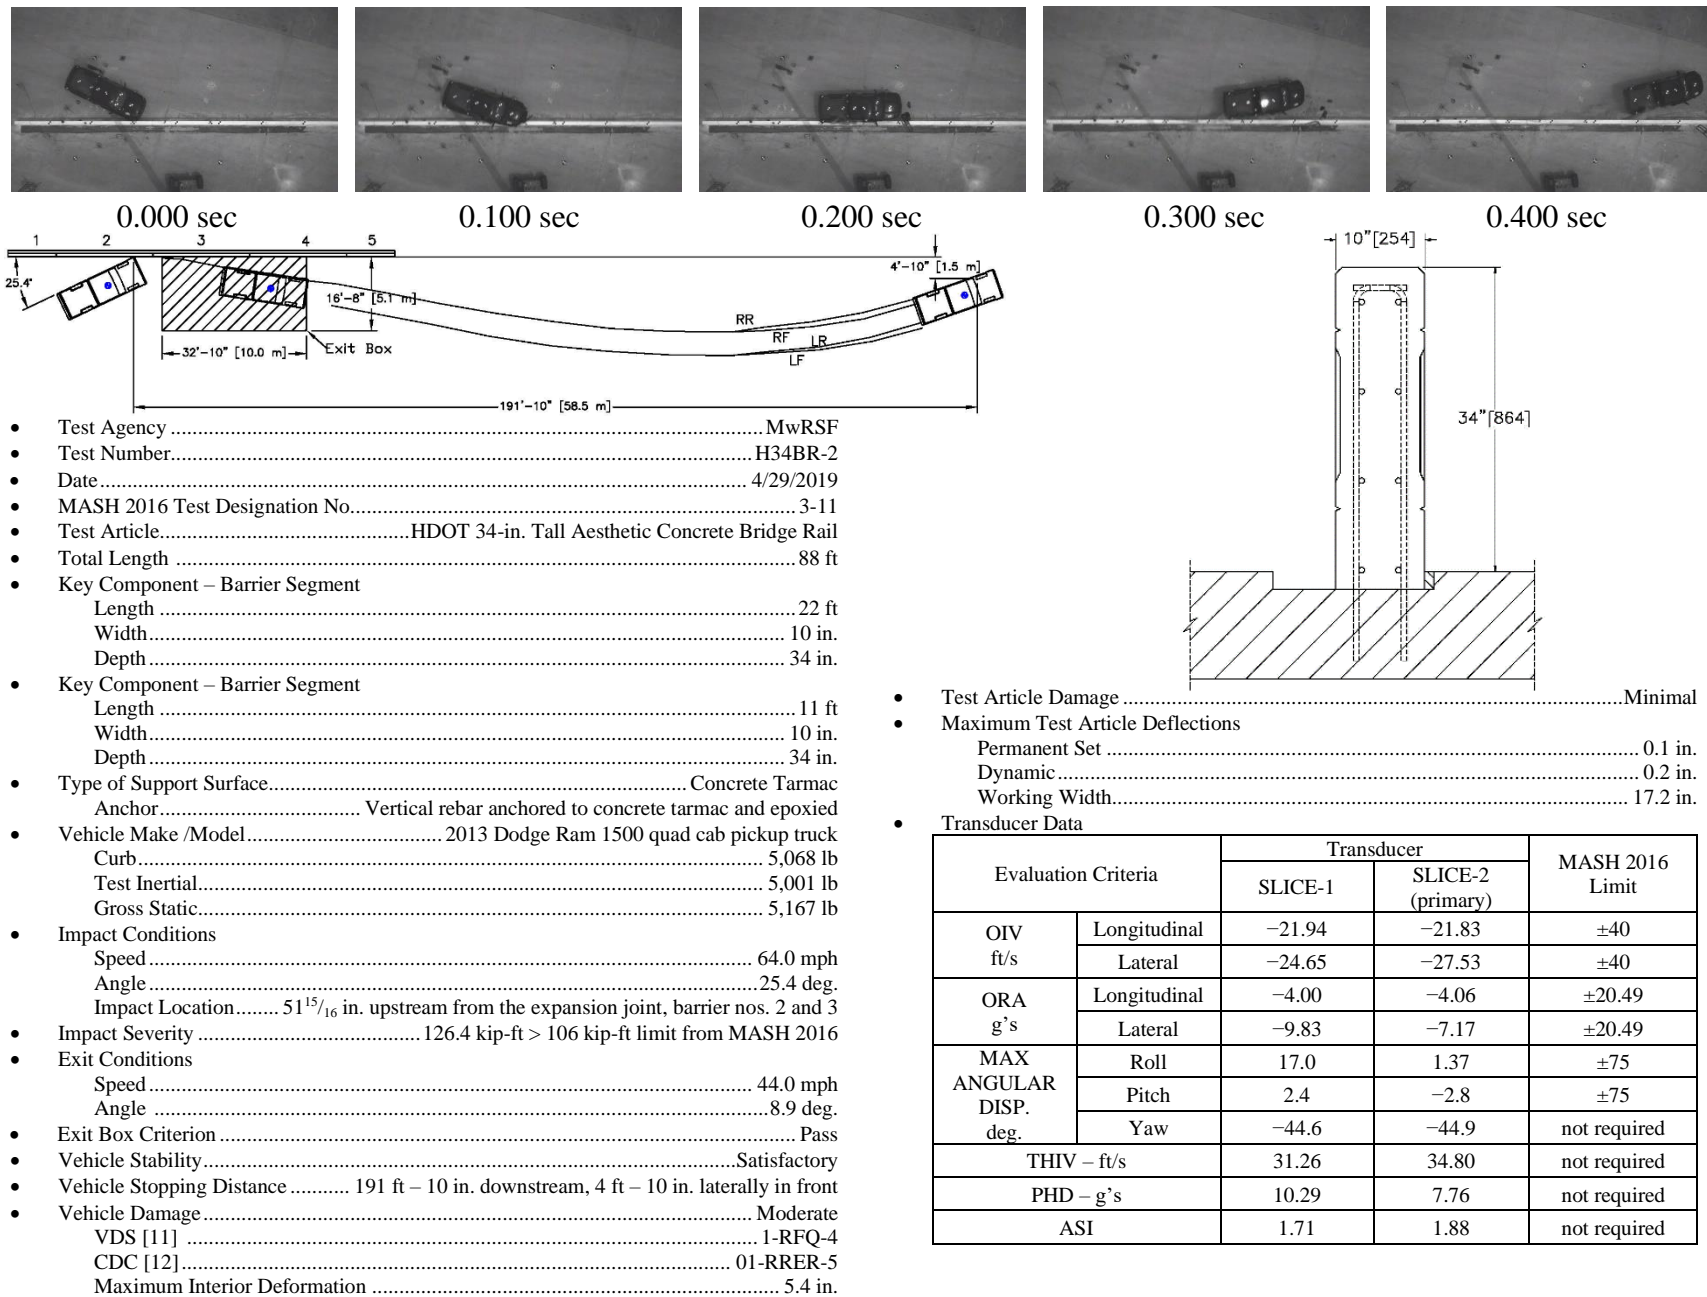 0.000 sec 0.100 sec 0.200 sec 0.300 sec 0.400 sec
1 2 3 4 5
25.4°
16'-8" [5.1 m]
32'-10" [10.0 m]
Exit Box
RR
RF
LR
LF
4'-10" [1.5 m]
191'-10" [58.5 m]
10"[254]
34"[864]
• Test Agency MwRSF
• Test Number H34BR-2
• Date 4/29/2019
• MASH 2016 Test Designation No. 3-11
• Test Article HDOT 34-in. Tall Aesthetic Concrete Bridge Rail
• Total Length 88 ft
• Key Component – Barrier Segment
Length 22 ft
Width 10 in.
Depth 34 in.
• Key Component – Barrier Segment
Length 11 ft
Width 10 in.
Depth 34 in.
• Type of Support Surface Concrete Tarmac
Anchor Vertical rebar anchored to concrete tarmac and epoxied
• Vehicle Make /Model 2013 Dodge Ram 1500 quad cab pickup truck
Curb 5,068 lb
Test Inertial 5,001 lb
Gross Static 5,167 lb
• Impact Conditions
Speed 64.0 mph
Angle 25.4 deg.
Impact Location 51 15/16 in. upstream from the expansion joint, barrier nos. 2 and 3
• Impact Severity 126.4 kip-ft > 106 kip-ft limit from MASH 2016
• Exit Conditions
Speed 44.0 mph
Angle 8.9 deg.
• Exit Box Criterion Pass
• Vehicle Stability Satisfactory
• Vehicle Stopping Distance 191 ft – 10 in. downstream, 4 ft – 10 in. laterally in front
• Vehicle Damage Moderate
VDS [11] 1-RFQ-4
CDC [12] 01-RRER-5
Maximum Interior Deformation 5.4 in.
• Test Article Damage Minimal
• Maximum Test Article Deflections
Permanent Set 0.1 in.
Dynamic 0.2 in.
Working Width 17.2 in.
• Transducer Data
Evaluation Criteria Transducer MASH 2016 Limit
SLICE-1 SLICE-2 (primary)
OIV ft/s Longitudinal −21.94 −21.83 ±40
Lateral −24.65 −27.53 ±40
ORA g's Longitudinal −4.00 −4.06 ±20.49
Lateral −9.83 −7.17 ±20.49
MAX ANGULAR DISP. deg. Roll 17.0 1.37 ±75
Pitch 2.4 −2.8 ±75
Yaw −44.6 −44.9 not required
THIV – ft/s 31.26 34.80 not required
PHD – g's 10.29 7.76 not required
ASI 1.71 1.88 not required